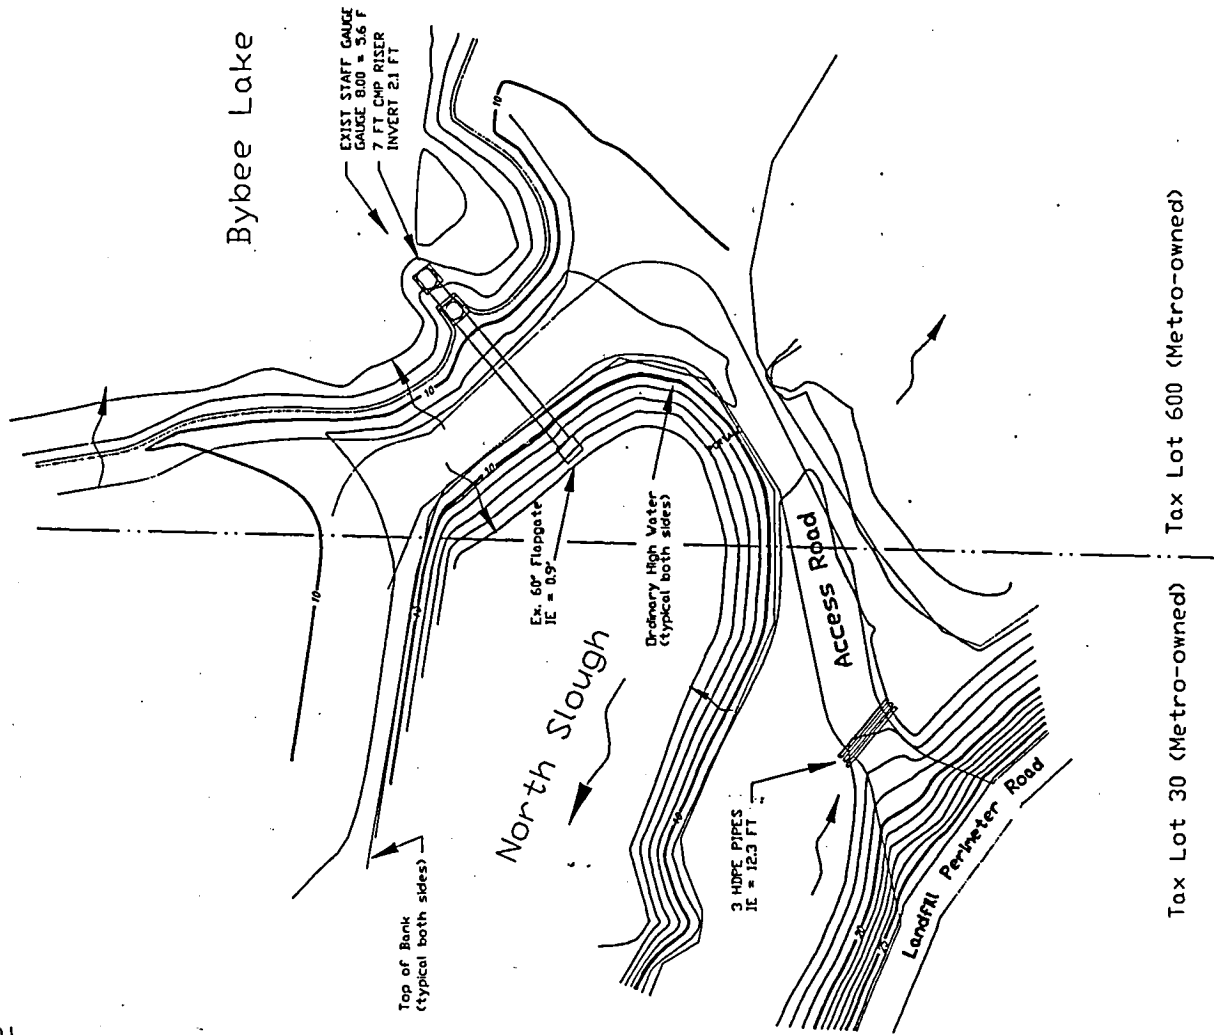 Bybee Lake
EXIST STAFF GAUGE
GAUGE 8.00 = 5.6 F
7 FT CMP RISER
INVERT 2.1 FT
10
10
10
10
10
Ex. 60" Flapgate
IE = 0.9'
Ordinary High Water
(typical both sides)
North Slough
Access Road
Top of Bank
(typical both sides)
3 HDPE PIPES
IE = 12.3 FT
10
20
25
Landfill Perimeter Road
Tax Lot 30 (Metro-owned)
Tax Lot 600 (Metro-owned)